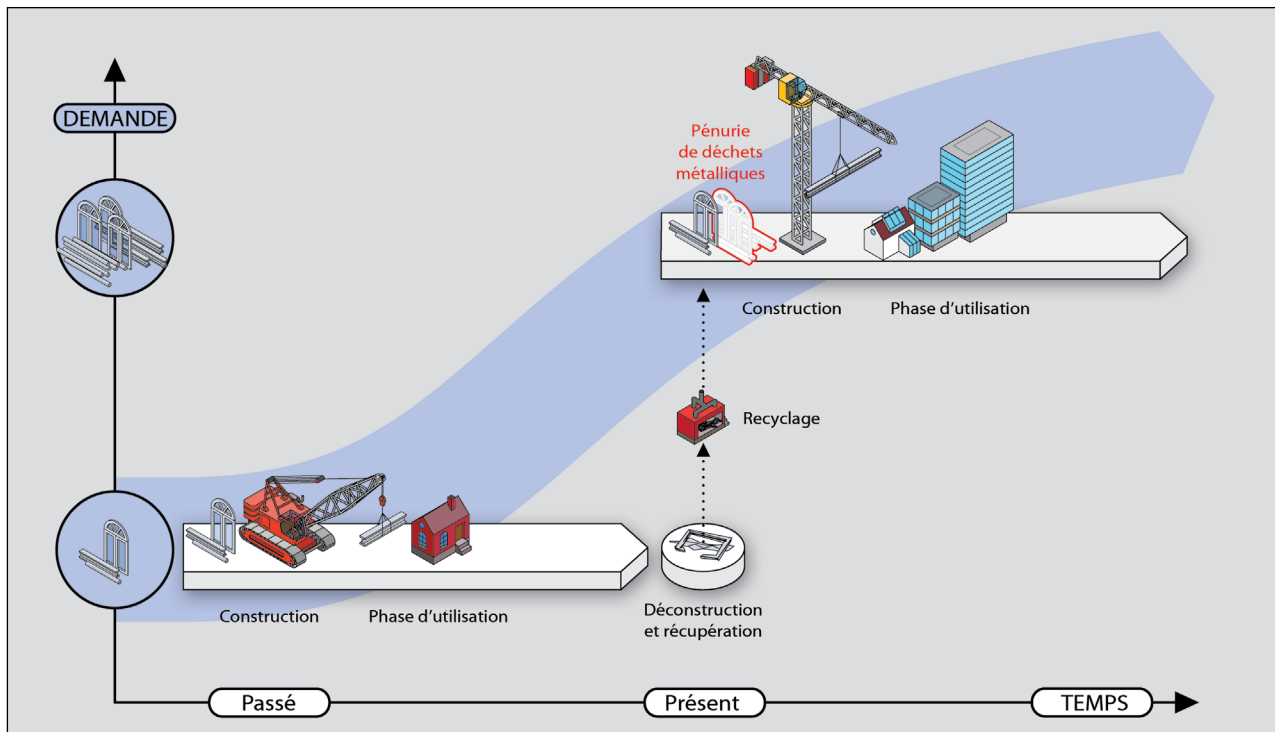 DEMANDE
Pénurie
de déchets
métalliques
Construction
Phase d'utilisation
Recyclage
Construction
Phase d'utilisation
Déconstruction
et récupération
Passé
Présent
TEMPS